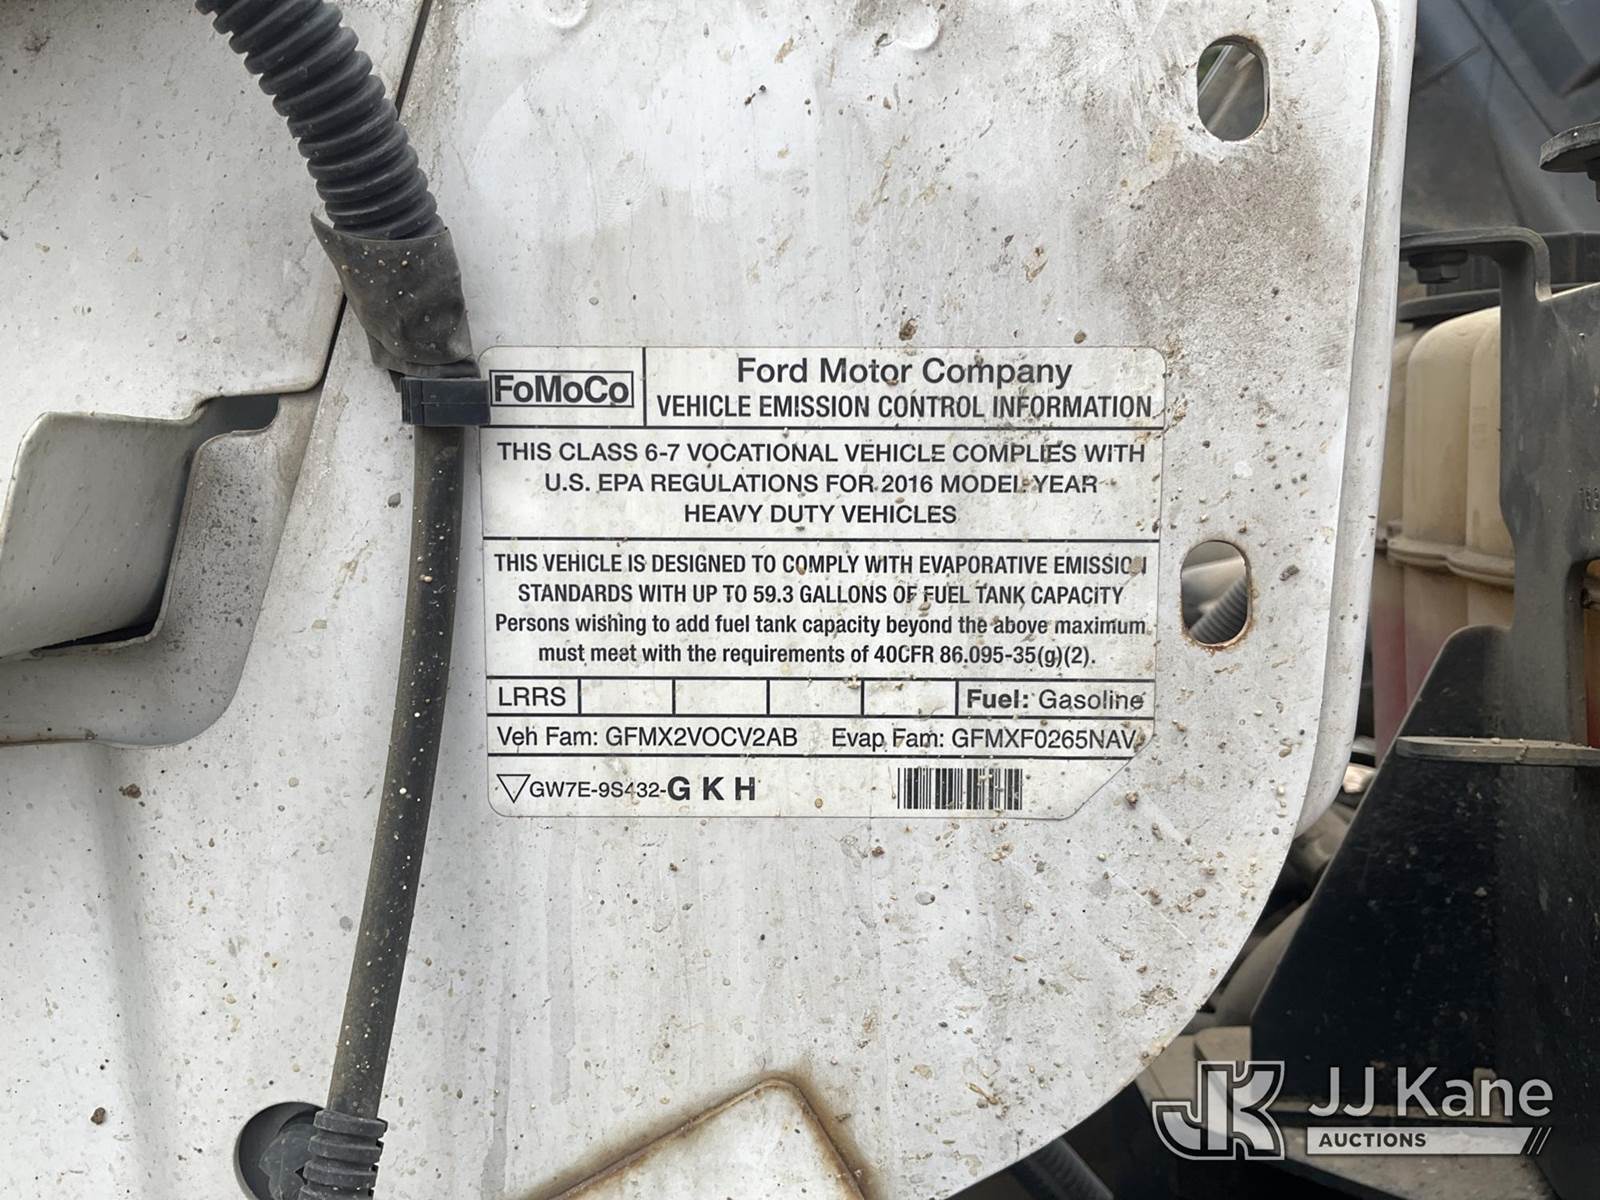 FoMoCo
Ford Motor Company
VEHICLE EMISSION CONTROL INFORMATION
THIS CLASS 6-7 VOCATIONAL VEHICLE COMPLIES WITH
U.S. EPA REGULATIONS FOR 2016 MODEL YEAR
HEAVY DUTY VEHICLES
THIS VEHICLE IS DESIGNED TO COMPLY WITH EVAPORATIVE EMISSION
STANDARDS WITH UP TO 59.3 GALLONS OF FUEL TANK CAPACITY
Persons wishing to add fuel tank capacity beyond the above maximum
must meet with the requirements of 40CFR 86.095-35(g)(2).
LRRS Fuel: Gasoline
Veh Fam: GFMX2VOCV2AB Evap Fam: GFMXF0265NAV
GW7E-9S432-G K H
JK JJ Kane
AUCTIONS